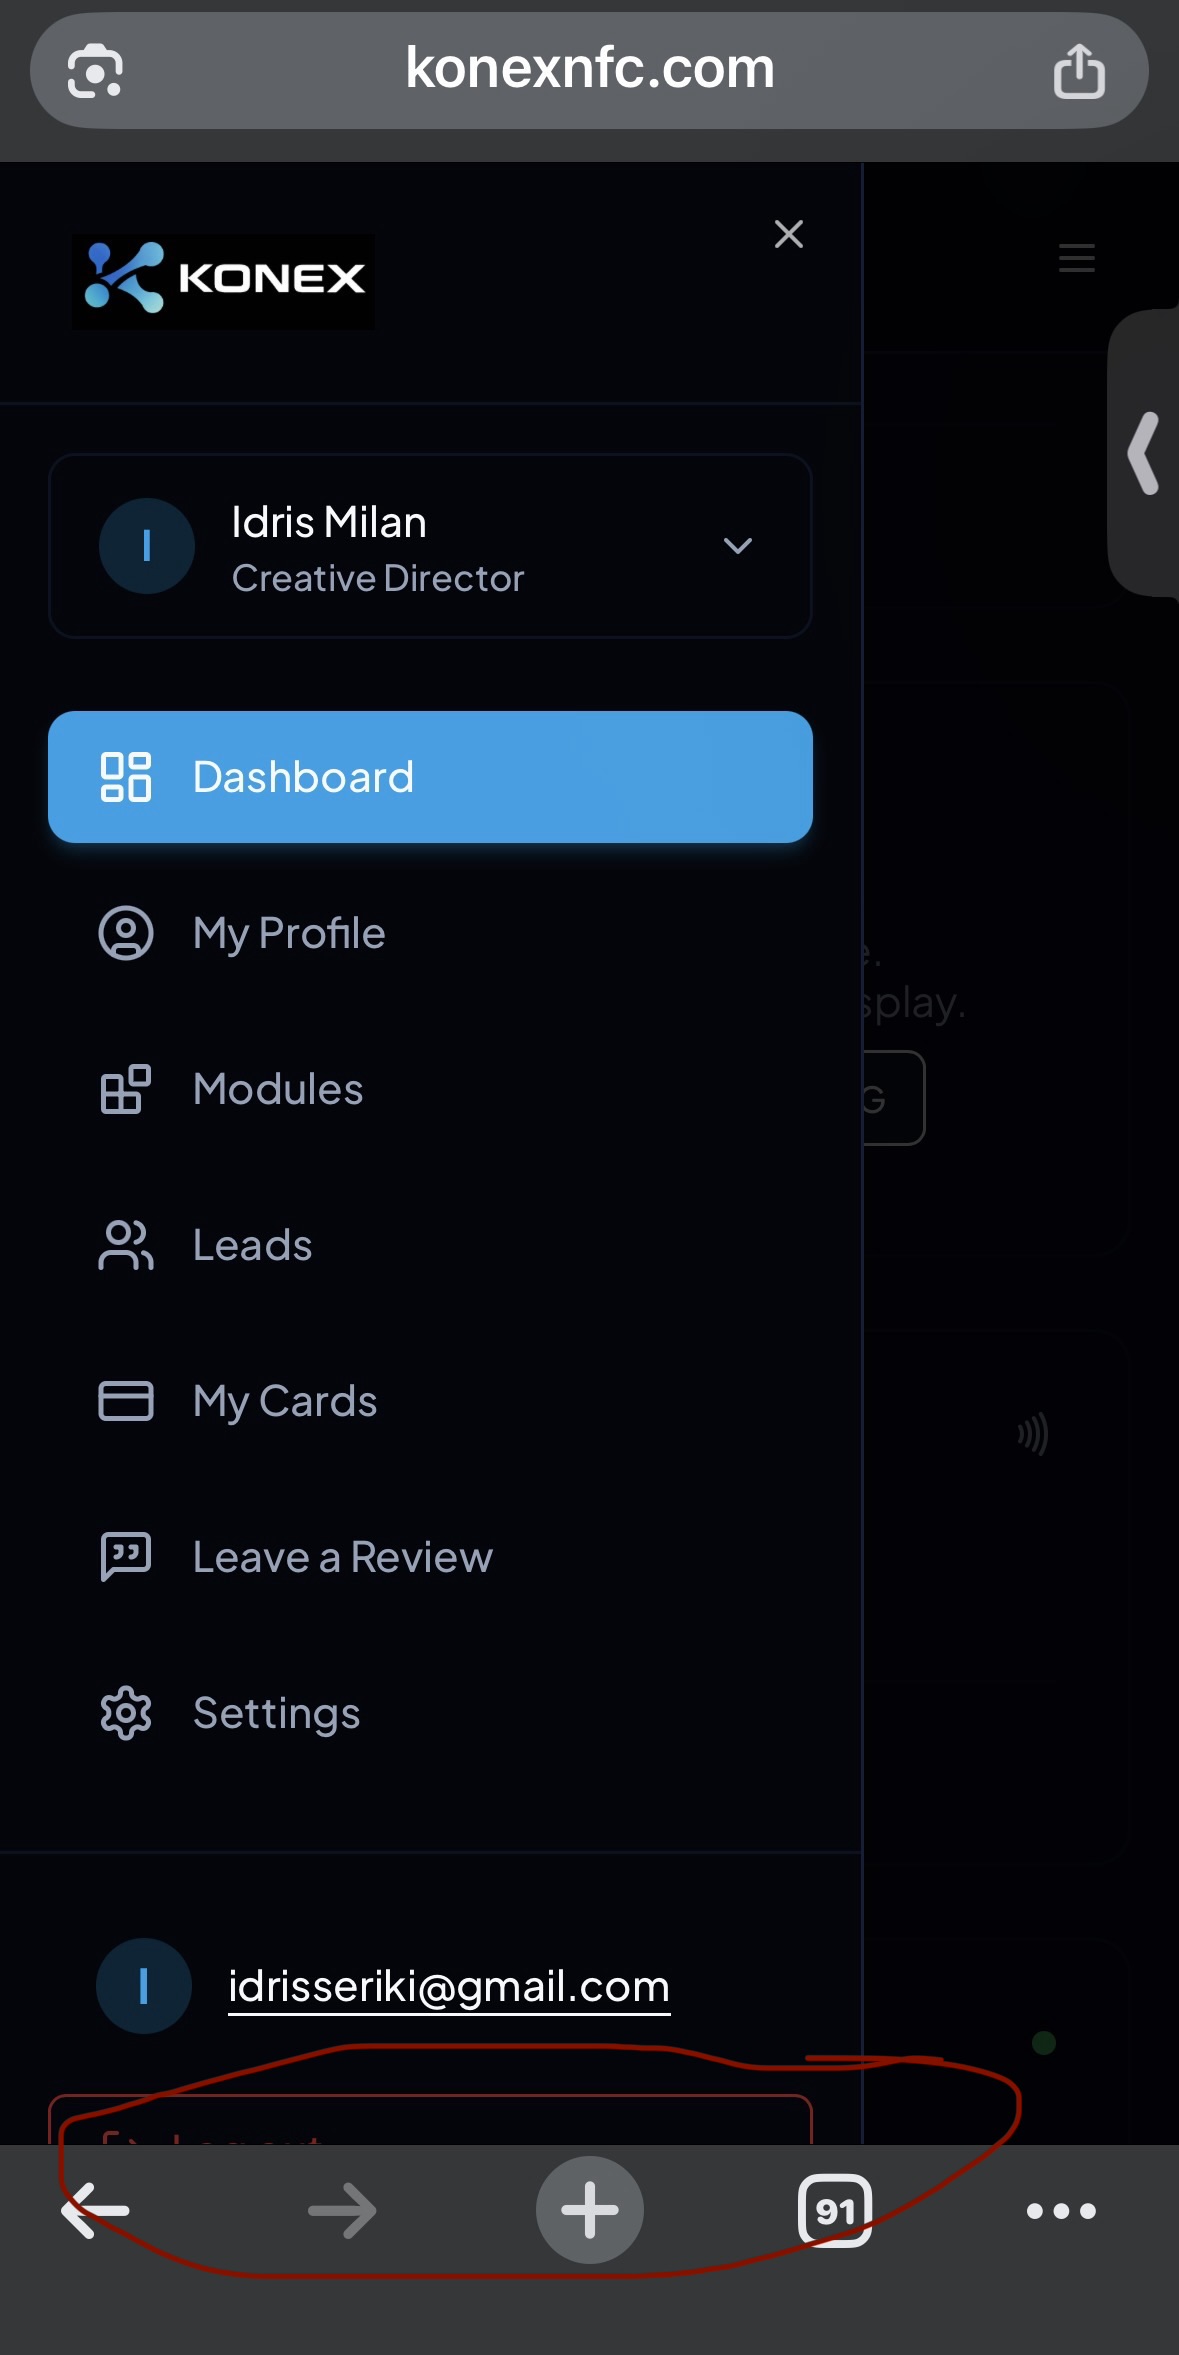 konexnfc.com
KONEX
Idris Milan
Creative Director
Dashboard
My Profile
Modules
Leads
My Cards
Leave a Review
Settings
idrisseriki@gmail.com
e.
splay.
G
91